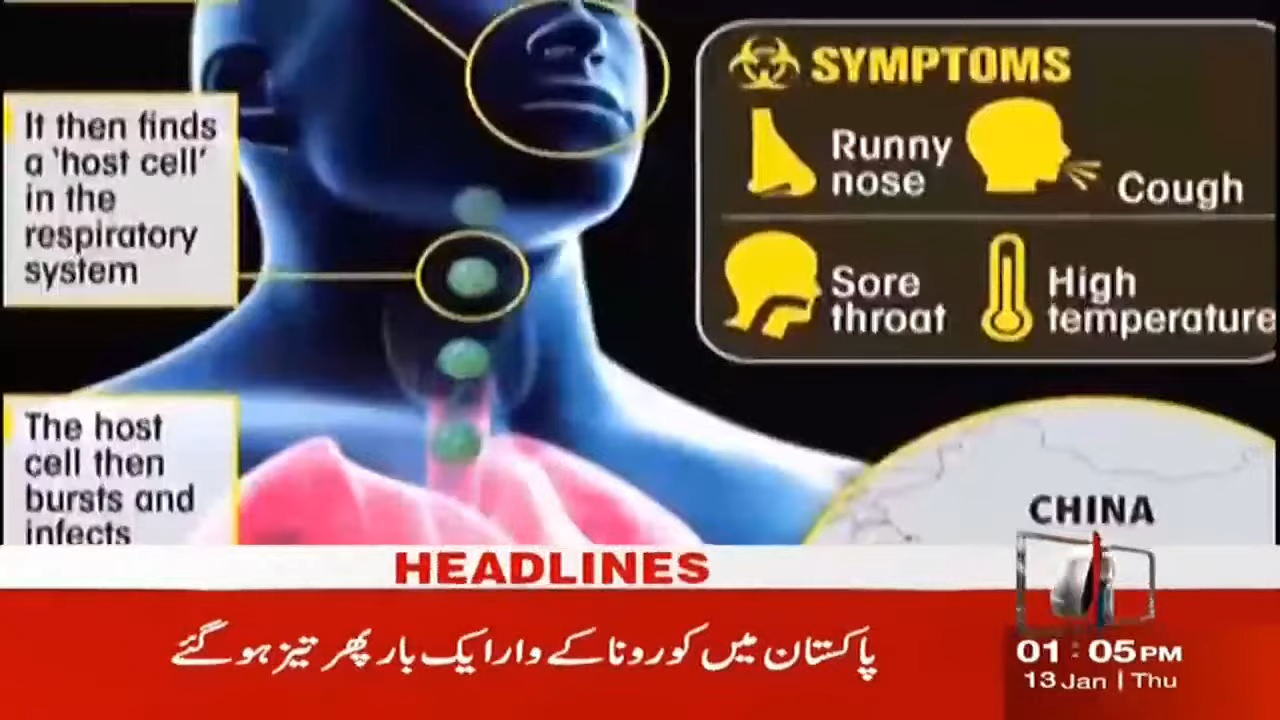 It then finds
a 'host cell'
in the
respiratory
system
The host
cell then
bursts and
infects
SYMPTOMS
Runny
nose
Cough
Sore
throat
High
temperature
CHINA
HEADLINES
پاکستان میں کورونا کے وار ایک بار پھر تیز ہو گئے
01 : 05 PM
13 Jan | Thu